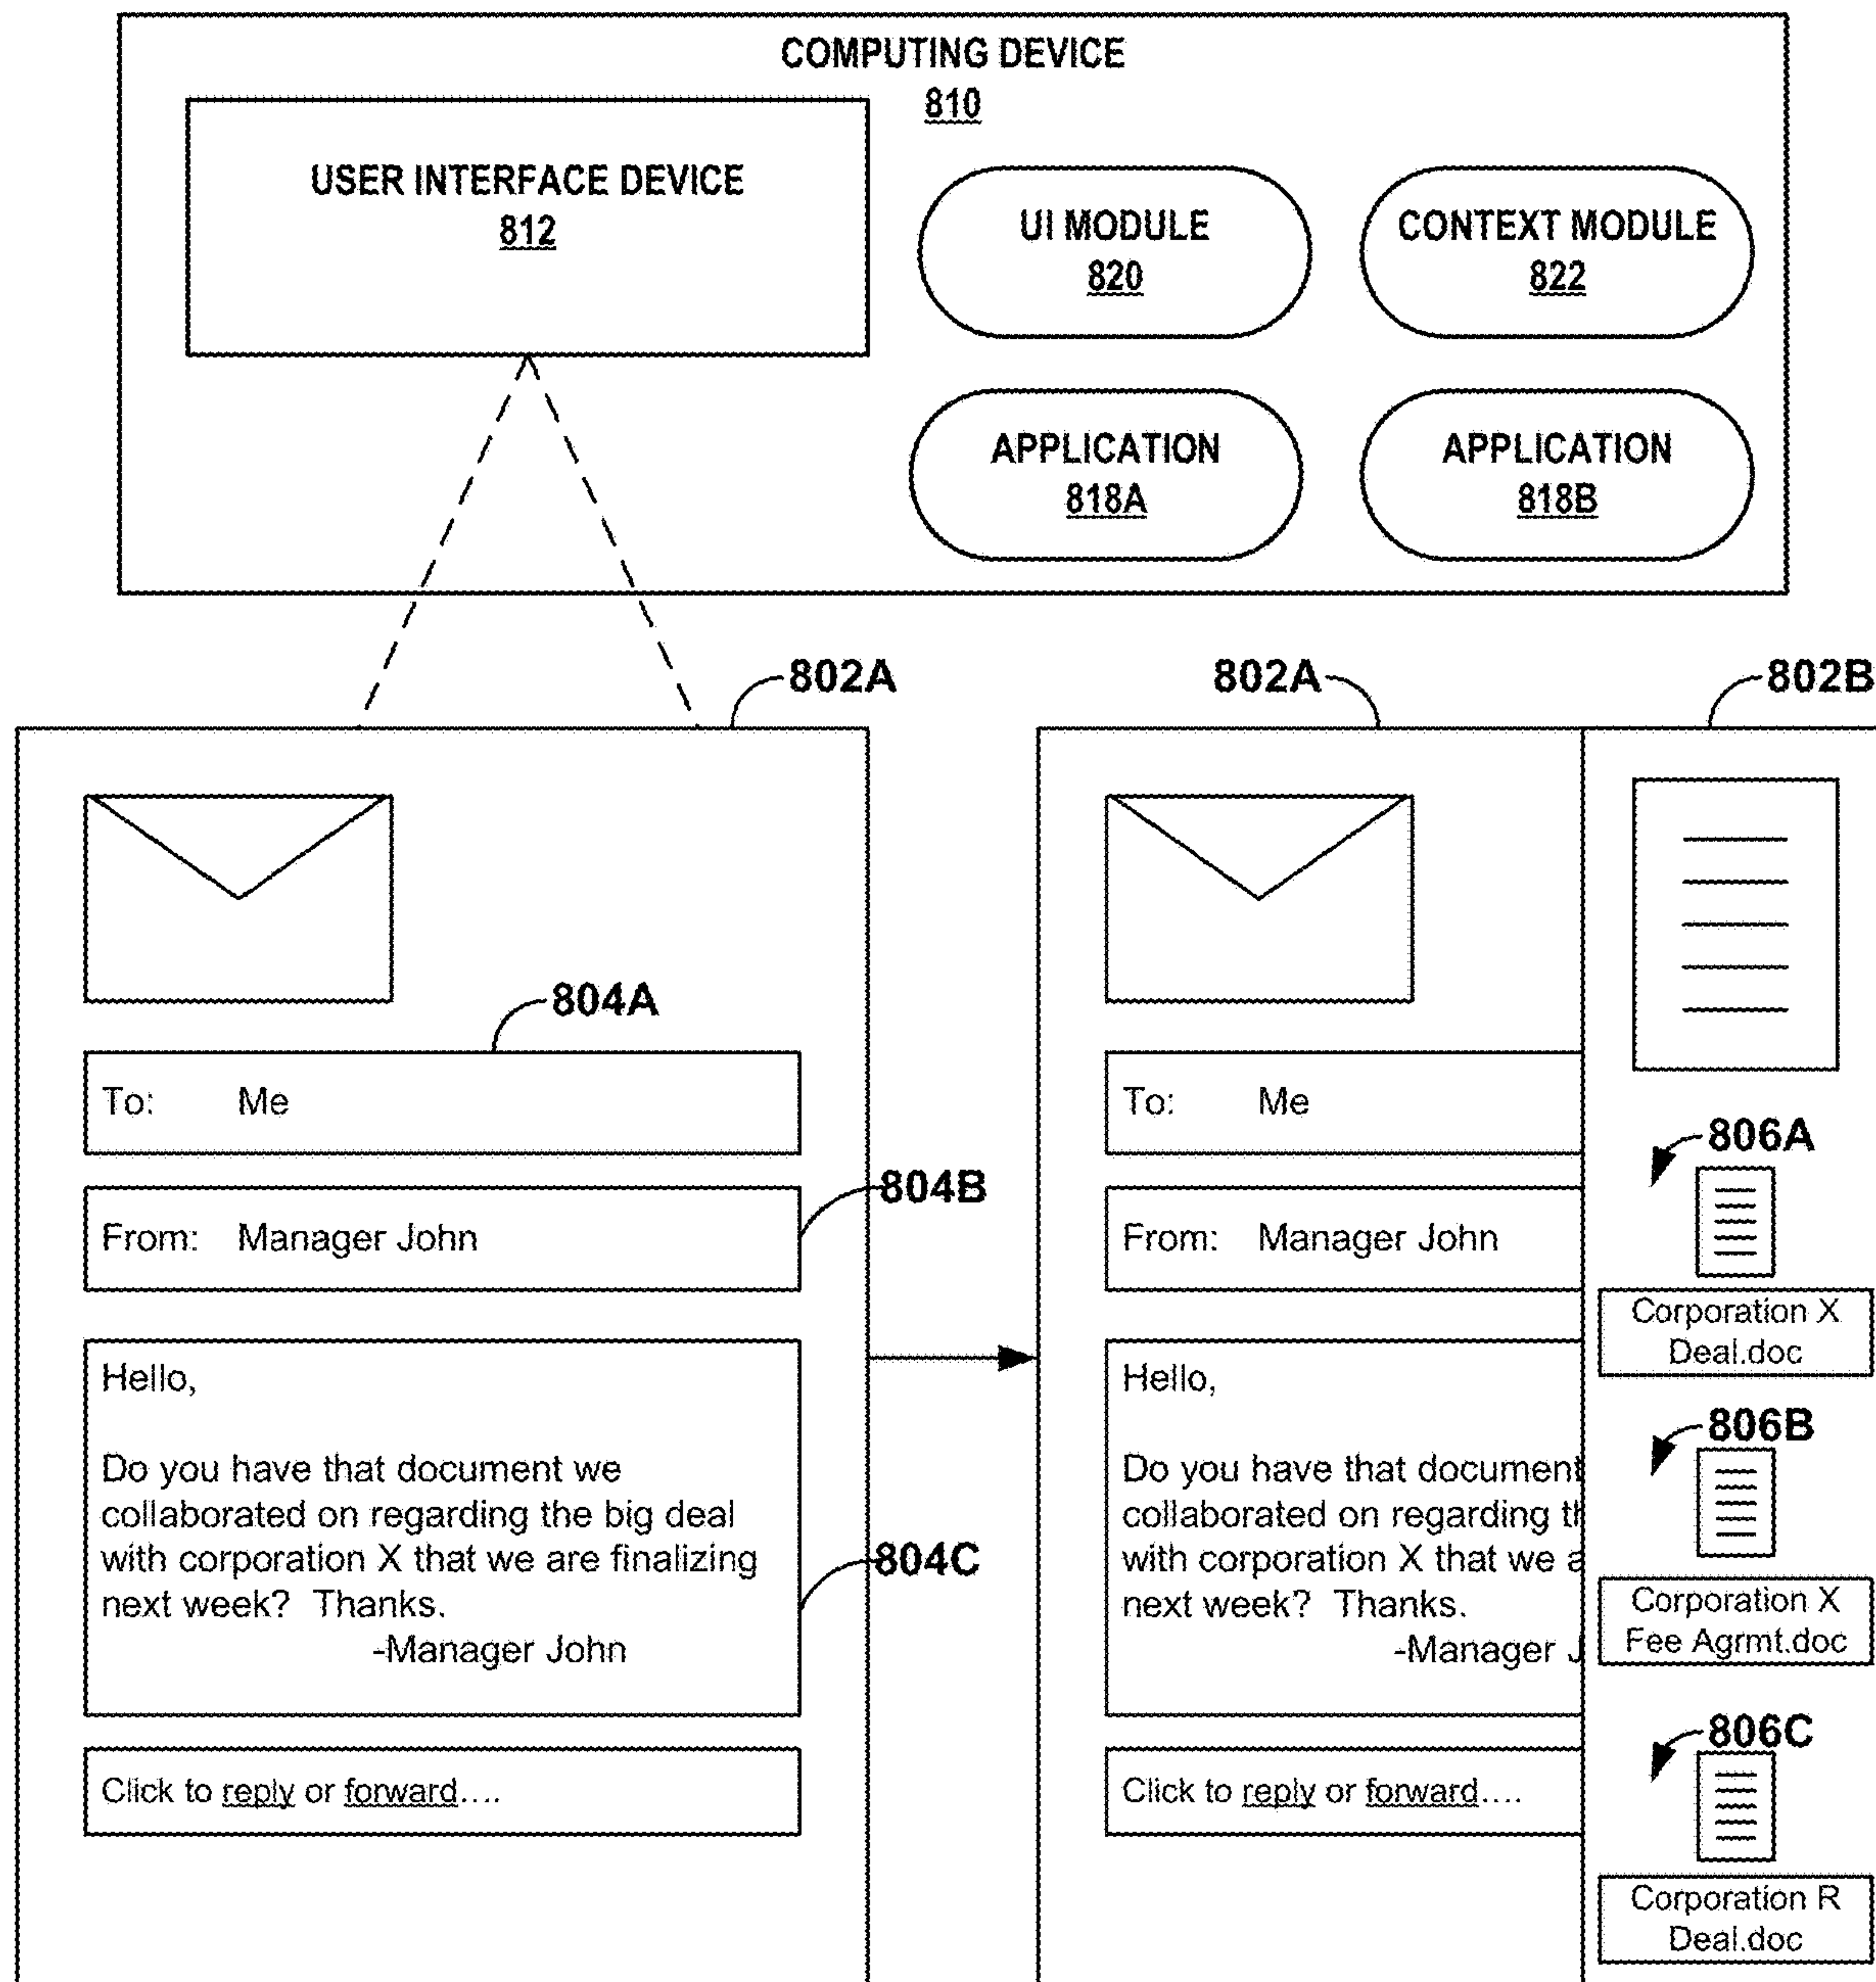 COMPUTING DEVICE
810
USER INTERFACE DEVICE
812
UI MODULE
820
CONTEXT MODULE
822
APPLICATION
818A
APPLICATION
818B
802A
804A
To: Me
804B
From: Manager John
Hello,
Do you have that document we
collaborated on regarding the big deal
with corporation X that we are finalizing
next week? Thanks.
-Manager John
804C
Click to reply or forward....
802A
802B
To: Me
From: Manager John
Hello,
Do you have that document
collaborated on regarding th
with corporation X that we a
next week? Thanks.
-Manager J
Click to reply or forward....
806A
Corporation X
Deal.doc
806B
Corporation X
Fee Agrmt.doc
806C
Corporation R
Deal.doc